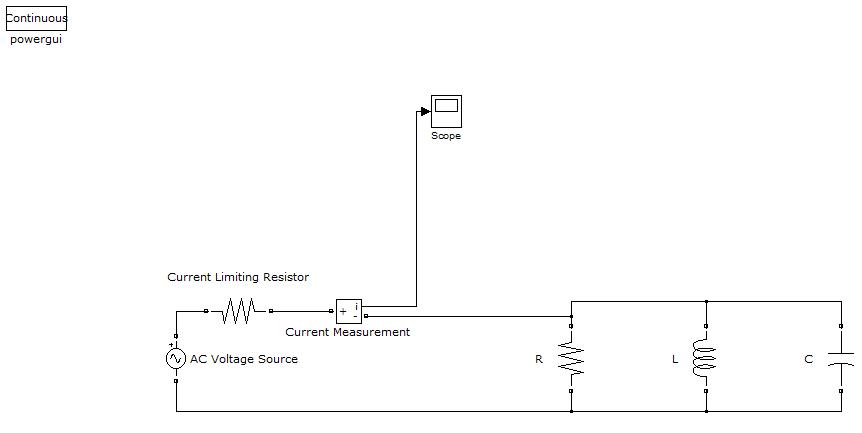 Continuous
powergui
Scope
Current Limiting Resistor
+ i
-
Current Measurement
+
AC Voltage Source
R
L
C